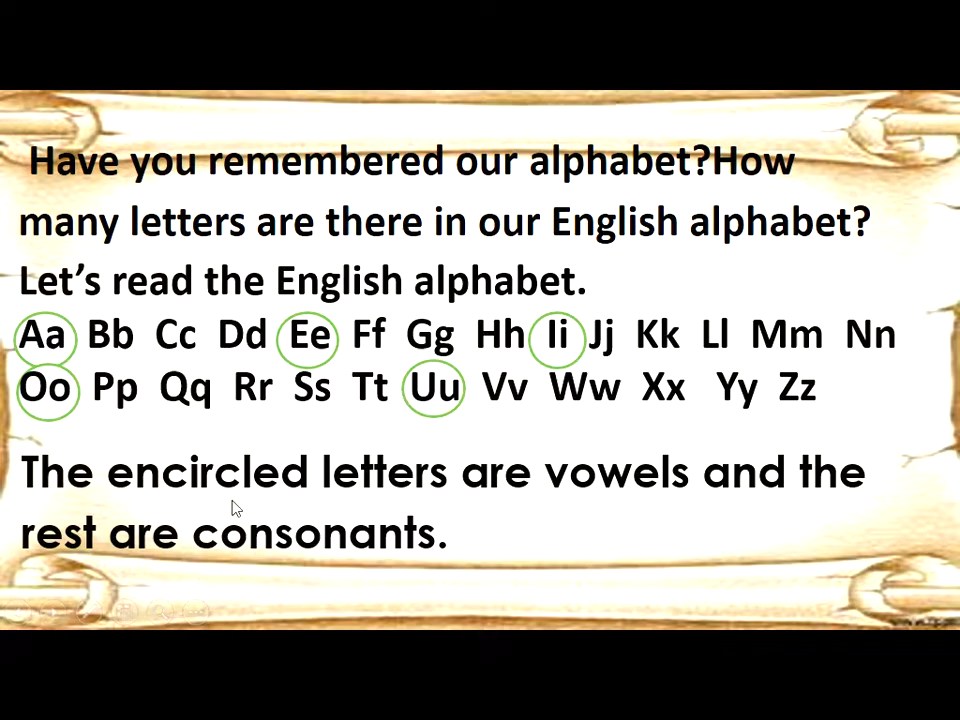 Have you remembered our alphabet?How
many letters are there in our English alphabet?
Let’s read the English alphabet.
Aa Bb Cc Dd Ee Ff Gg Hh Ii Jj Kk Ll Mm Nn
Oo Pp Qq Rr Ss Tt Uu Vv Ww Xx Yy Zz
The encircled letters are vowels and the
rest are consonants.